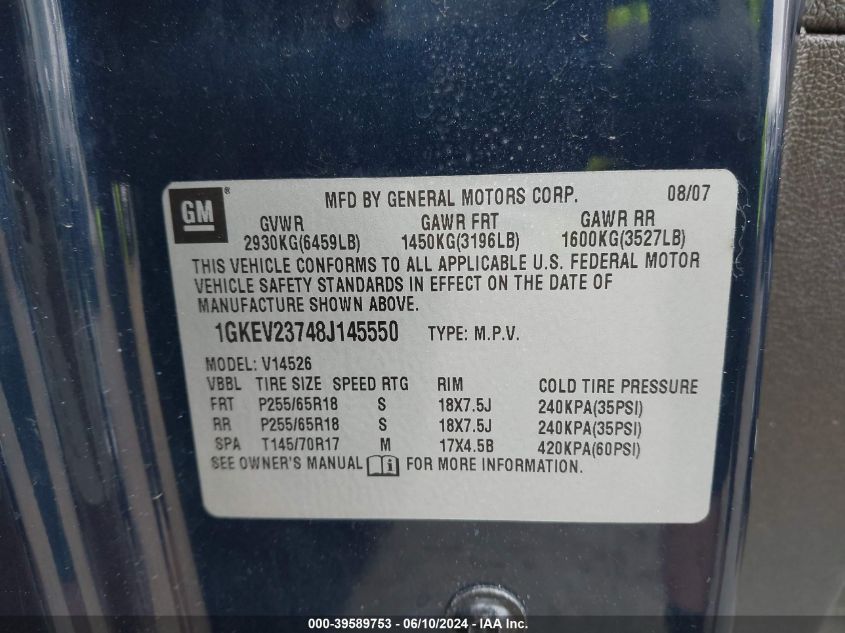 GM ® MFD BY GENERAL MOTORS CORP. 08/07
GVWR GAWR FRT GAWR RR
2930KG(6459LB) 1450KG(3196LB) 1600KG(3527LB)
THIS VEHICLE CONFORMS TO ALL APPLICABLE U.S. FEDERAL MOTOR
VEHICLE SAFETY STANDARDS IN EFFECT ON THE DATE OF
MANUFACTURE SHOWN ABOVE.
1GKEV23748J145550 TYPE: M.P.V.
MODEL: V14526
VBBL TIRE SIZE SPEED RTG RIM COLD TIRE PRESSURE
FRT P255/65R18 S 18X7.5J 240KPA(35PSI)
RR P255/65R18 S 18X7.5J 240KPA(35PSI)
SPA T145/70R17 M 17X4.5B 420KPA(60PSI)
SEE OWNER'S MANUAL i FOR MORE INFORMATION.
000-39589753 - 06/10/2024 - IAA Inc.